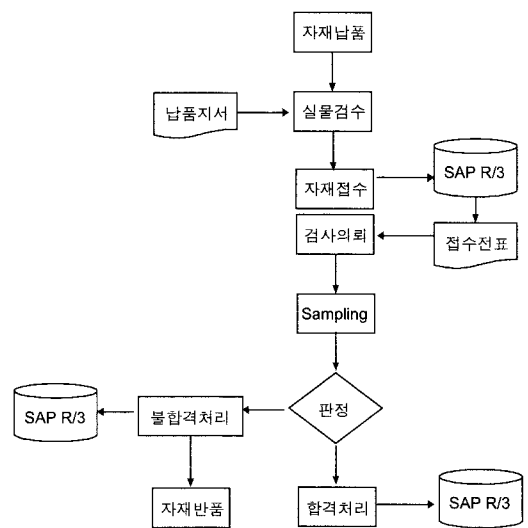 자재납품
납품지서
실물검수
자재접수
SAP R/3
검사의뢰
접수전표
Sampling
판정
SAP R/3
불합격처리
자재반품
합격처리
SAP R/3